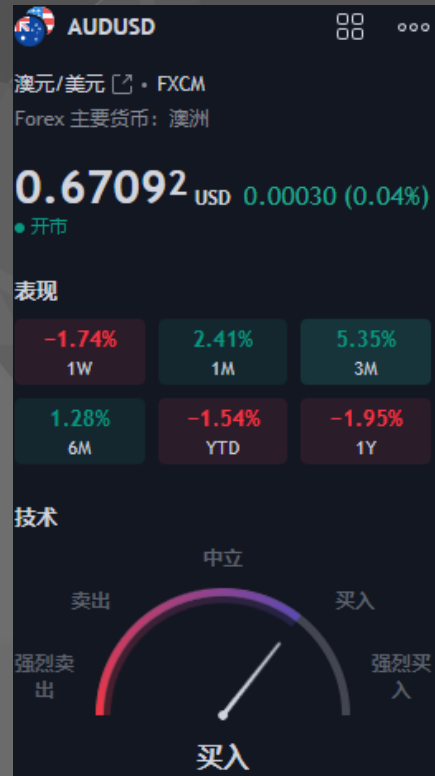 AUDUSD
澳元/美元 • FXCM
Forex 主要货币：澳洲
0.67092 USD 0.00030 (0.04%)
开市
表现
−1.74% 2.41% 5.35%
1W 1M 3M
1.28% −1.54% −1.95%
6M YTD 1Y
技术
中立
卖出 买入
强烈卖出 强烈买入
买入